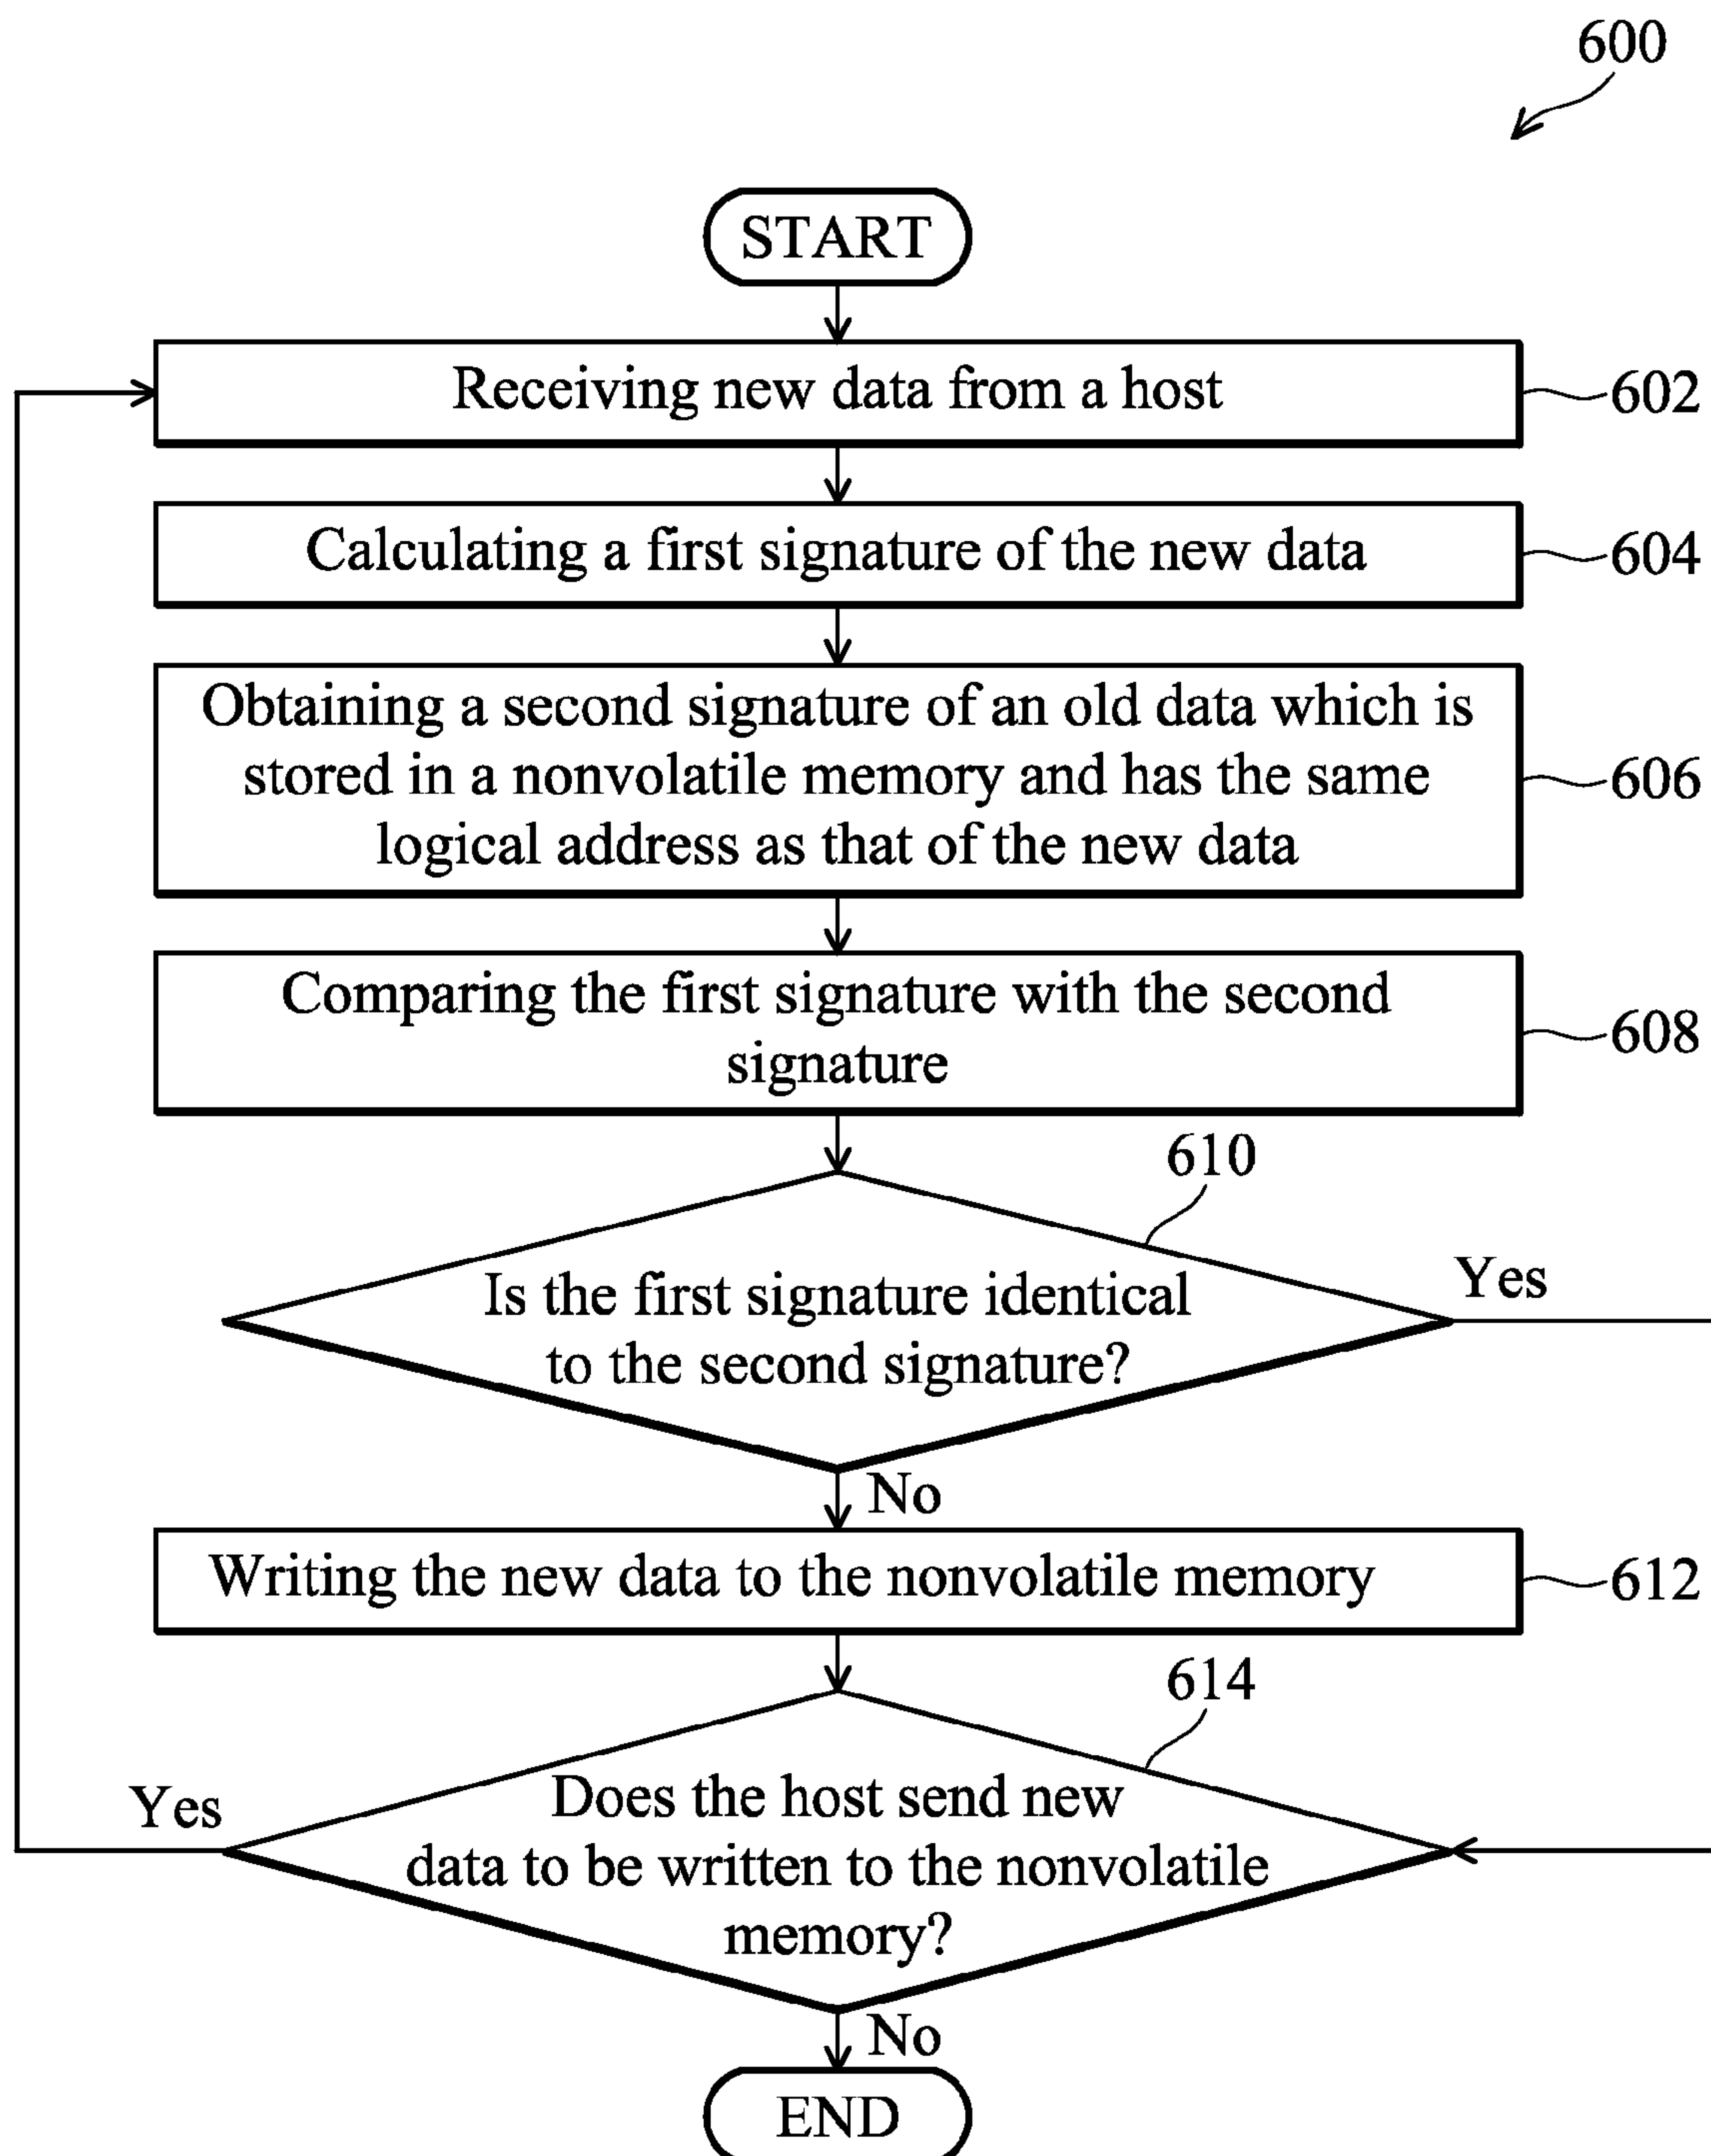 600
START
Receiving new data from a host
602
Calculating a first signature of the new data
604
Obtaining a second signature of an old data which is
stored in a nonvolatile memory and has the same
logical address as that of the new data
606
Comparing the first signature with the second
signature
608
610
Is the first signature identical
to the second signature?
Yes
No
Writing the new data to the nonvolatile memory
612
614
Does the host send new
data to be written to the nonvolatile
memory?
Yes
No
END